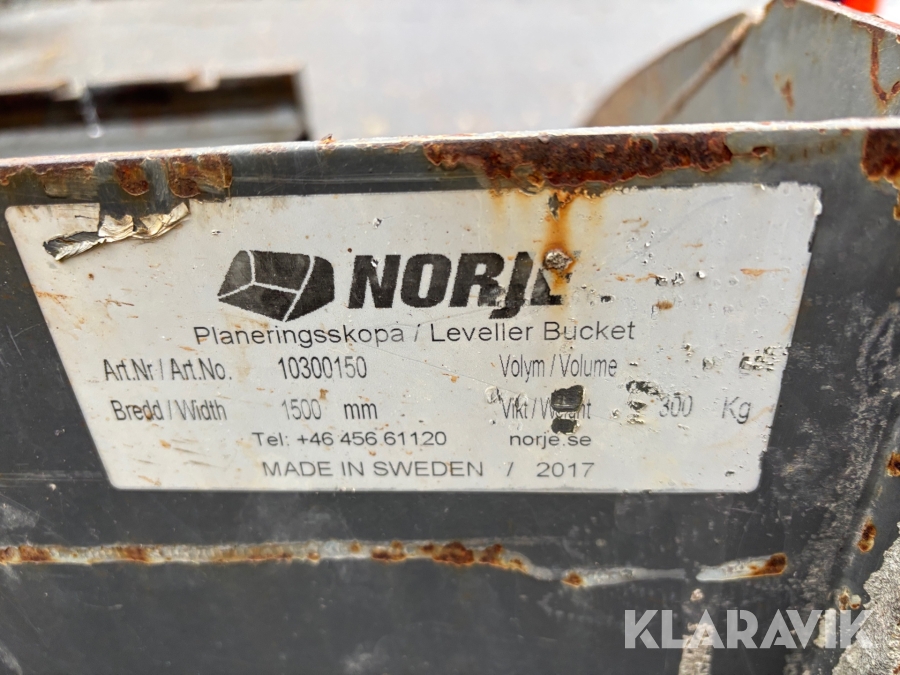 NORJE
Planeringsskopa / Leveller Bucket
Art.Nr / Art.No. 10300150 Volym / Volume
Bredd / Width 1500 mm Vikt / Weight 300 Kg
Tel: +46 456 61120 norje.se
MADE IN SWEDEN / 2017
KLARAVIK